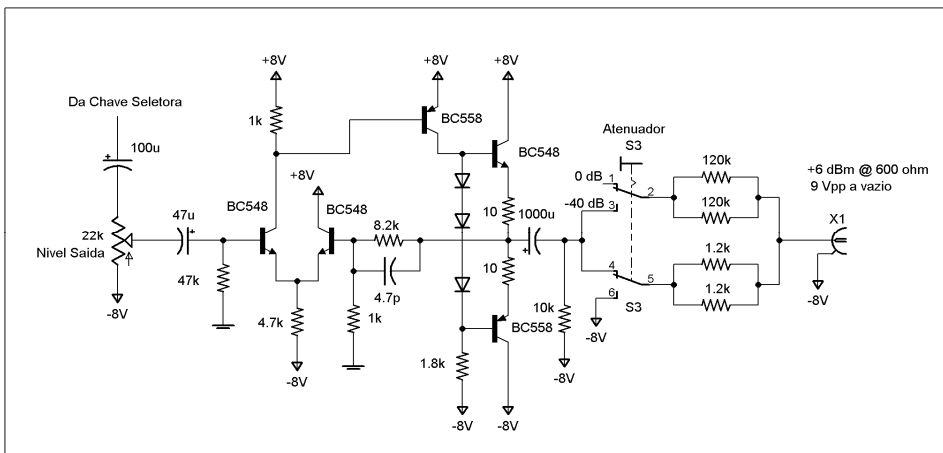 +8V
+8V
+8V
Da Chave Seletora
1k
BC558
Atenuador
S3
100u
BC548
120k
+6 dBm @ 600 ohm
9 Vpp a vazio
+8V
0 dB
1
2
10
-40 dB
3
120k
47u
BC548
BC548
1000u
X1
22k
Nivel Saida
8.2k
1.2k
10
4
5
47k
4.7p
6
1.2k
-8V
-8V
S3
4.7k
1k
BC558
10k
-8V
-8V
1.8k
-8V
-8V
-8V
-8V